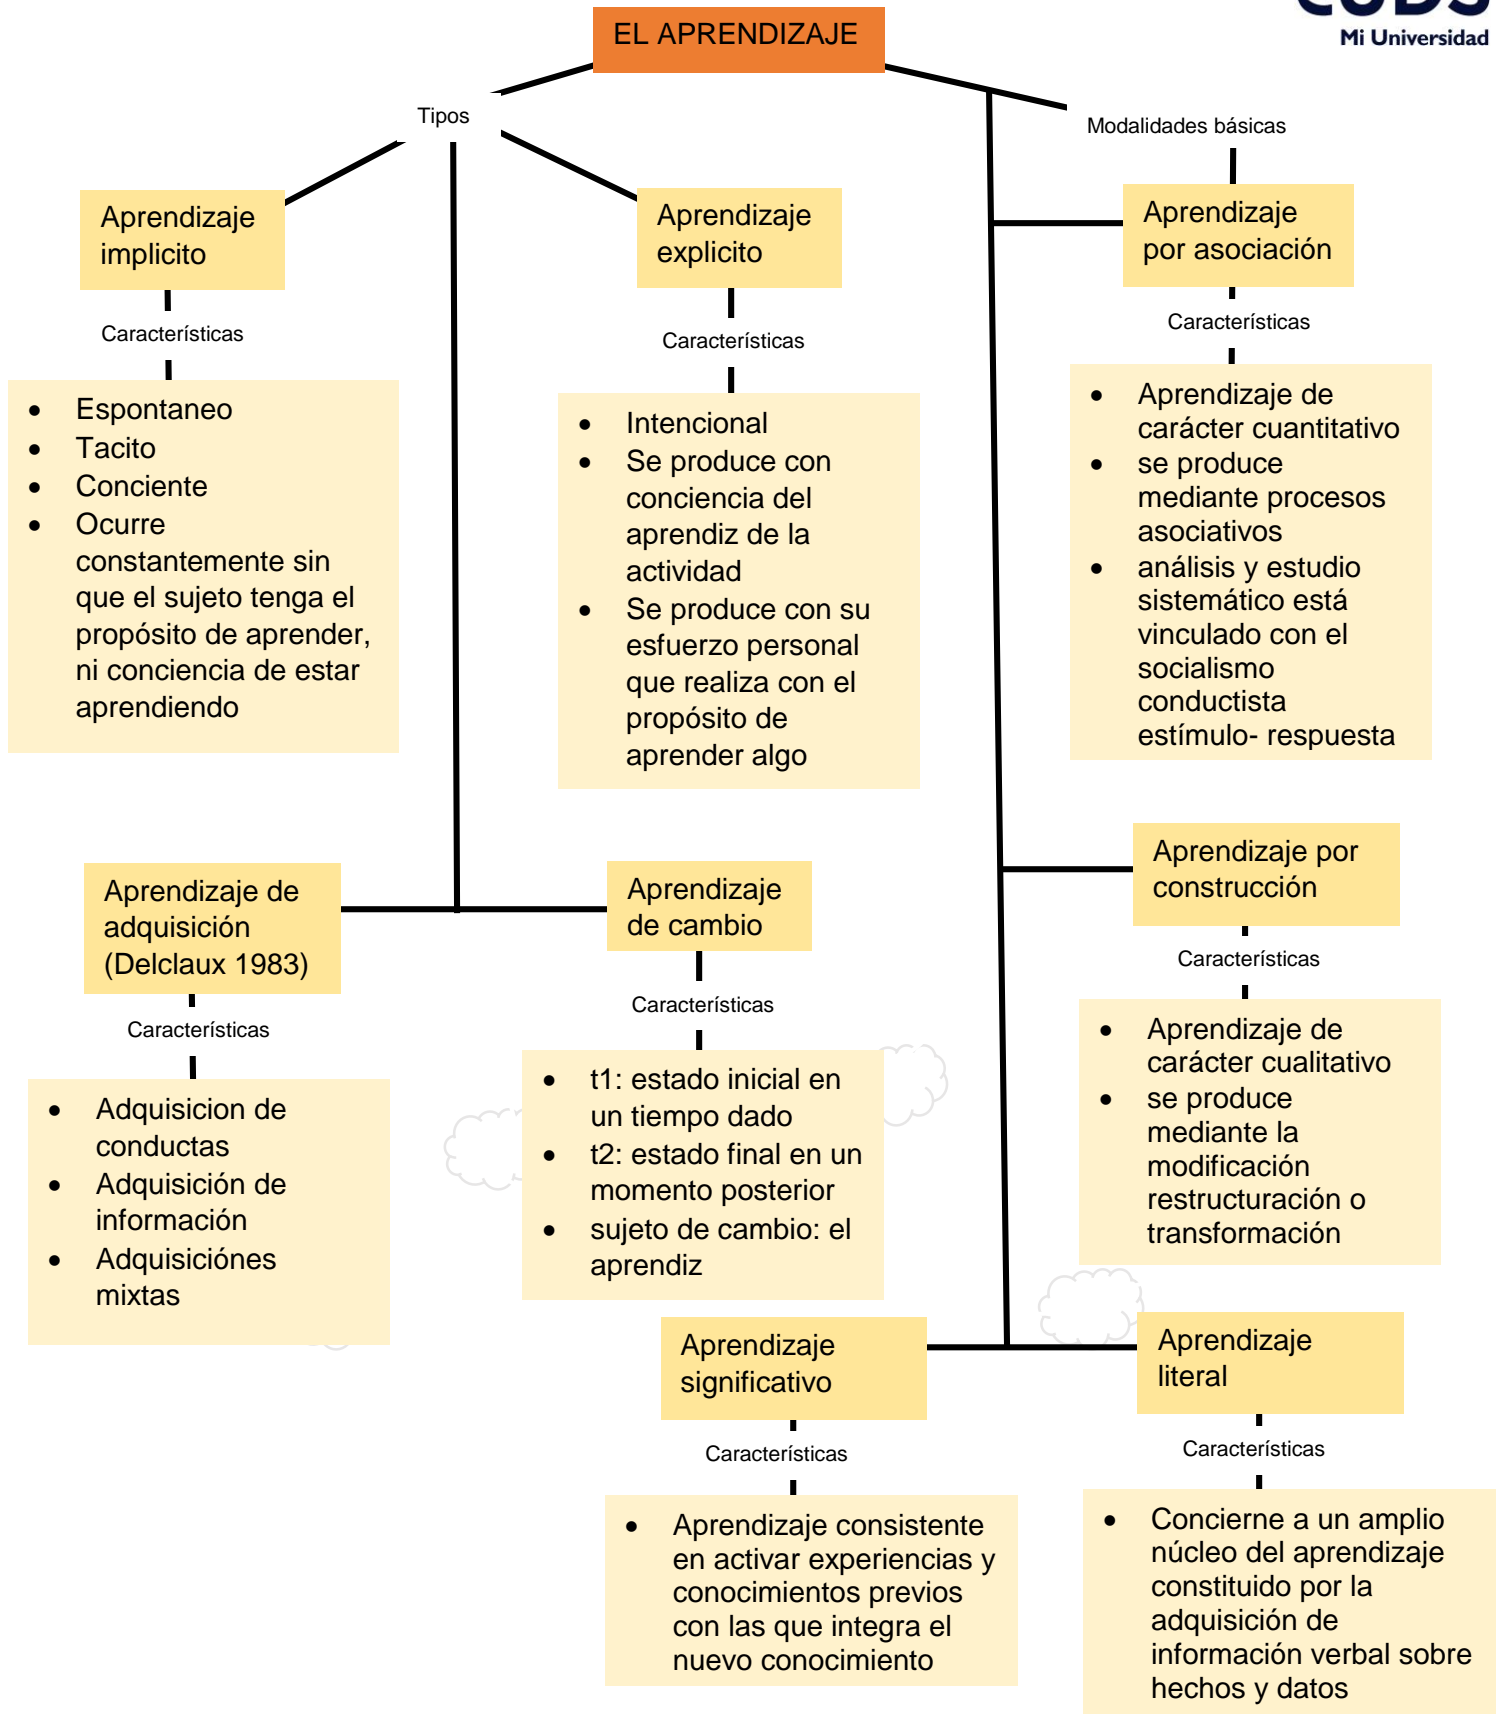 EL APRENDIZAJE
Mi Universidad
Tipos
Modalidades básicas
Aprendizaje
implicito
Aprendizaje
explicito
Aprendizaje
por asociación
Característicasas
Características
Características
Espontaneo
Tacito
Conciente
Ocurre
constantemente sin
que el sujeto tenga el
propósito de aprender,
ni conciencia de estar
aprendiendo
Intencional
Se produce con
conciencia del
aprendiz de la
actividad
Se produce con su
esfuerzo personal
que realiza con el
propósito de
aprender algo
Aprendizaje de
carácter cuantitativo
se produce
mediante procesos
asociativos
análisis y estudio
sistemático está
vinculado con el
socialismo
conductista
estímulo- respuesta
Aprendizaje de
adquisición
(Delclaux 1983)
Aprendizaje
de cambio
Aprendizaje por
construcción
Características
Características
Características
Adquisicion de
conductas
Adquisición de
información
Adquisiciónes
mixtas
t1: estado inicial en
un tiempo dado
t2: estado final en un
momento posterior
sujeto de cambio: el
aprendiz
Aprendizaje de
carácter cualitativo
se produce
mediante la
modificación
restructuración o
transformación
Aprendizaje
significativo
Aprendizaje
literal
Características
Características
Aprendizaje consistente
en activar experiencias y
conocimientos previos
con las que integra el
nuevo conocimiento
Concierne a un amplio
núcleo del aprendizaje
constituido por la
adquisición de
información verbal sobre
hechos y datos